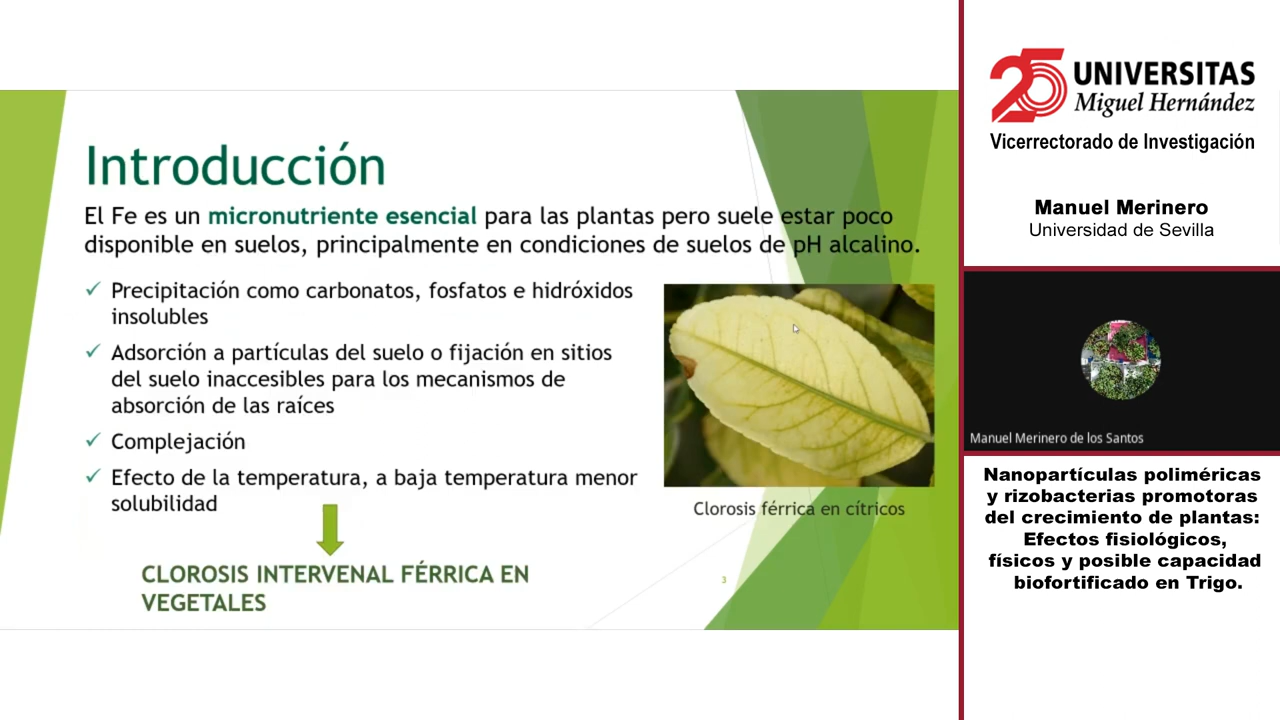 Introducción
El Fe es un micronutriente esencial para las plantas pero suele estar poco
disponible en suelos, principalmente en condiciones de suelos de pH alcalino.
✓ Precipitación como carbonatos, fosfatos e hidróxidos
insolubles
✓ Adsorción a partículas del suelo o fijación en sitios
del suelo inaccesibles para los mecanismos de
absorción de las raíces
✓ Complejación
✓ Efecto de la temperatura, a baja temperatura menor
solubilidad
Clorosis férrica en cítricos
CLOROSIS INTERVENAL FÉRRICA EN
VEGETALES
3
25 UNIVERSITAS
Miguel Hernández
Vicerrectorado de Investigación
Manuel Merinero
Universidad de Sevilla
Manuel Merinero de los Santos
Nanopartículas poliméricas
y rizobacterias promotoras
del crecimiento de plantas:
Efectos fisiológicos,
físicos y posible capacidad
biofortificado en Trigo.